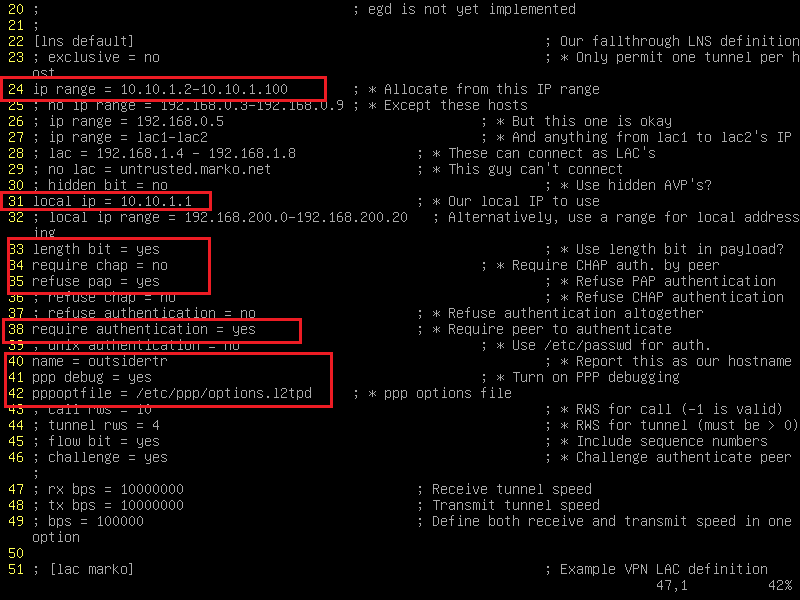 20 ;                                       ; egd is not yet implemented
21 ;
22 [lns default]                                                   ; Our fallthrough LNS definition
23 ; exclusive = no                                                ; * Only permit one tunnel per h
ost
24 ip range = 10.10.1.2-10.10.1.100        ; * Allocate from this IP range
25 ; no ip range = 192.168.0.3-192.168.0.9 ; * Except these hosts
26 ; ip range = 192.168.0.5                                ; * But this one is okay
27 ; ip range = lac1-lac2                                  ; * And anything from lac1 to lac2's IP
28 ; lac = 192.168.1.4 - 192.168.1.8               ; * These can connect as LAC's
29 ; no lac = untrusted.marko.net                  ; * This guy can't connect
30 ; hidden bit = no                                               ; * Use hidden AVP's?
31 local ip = 10.10.1.1                            ; * Our local IP to use
32 ; local ip range = 192.168.200.0-192.168.200.20   ; Alternatively, use a range for local address
ing
33 length bit = yes                                                ; * Use length bit in payload?
34 require chap = no                                       ; * Require CHAP auth. by peer
35 refuse pap = yes                                                ; * Refuse PAP authentication
36 ; refuse chap = no                                              ; * Refuse CHAP authentication
37 ; refuse authentication = no                    ; * Refuse authentication altogether
38 require authentication = yes                    ; * Require peer to authenticate
39 ; unix authentication = no                              ; * Use /etc/passwd for auth.
40 name = outsidertr                                               ; * Report this as our hostname
41 ppp debug = yes                                         ; * Turn on PPP debugging
42 pppoptfile = /etc/ppp/options.l2tpd     ; * ppp options file
43 ; call rws = 10                                                 ; * RWS for call (-1 is valid)
44 ; tunnel rws = 4                                                ; * RWS for tunnel (must be > 0)
45 ; flow bit = yes                                                ; * Include sequence numbers
46 ; challenge = yes                                               ; * Challenge authenticate peer
;
47 ; rx bps = 10000000                             ; Receive tunnel speed
48 ; tx bps = 10000000                             ; Transmit tunnel speed
49 ; bps = 100000                                  ; Define both receive and transmit speed in one
option
50
51 ; [lac marko]                                                   ; Example VPN LAC definition
47,1          42%